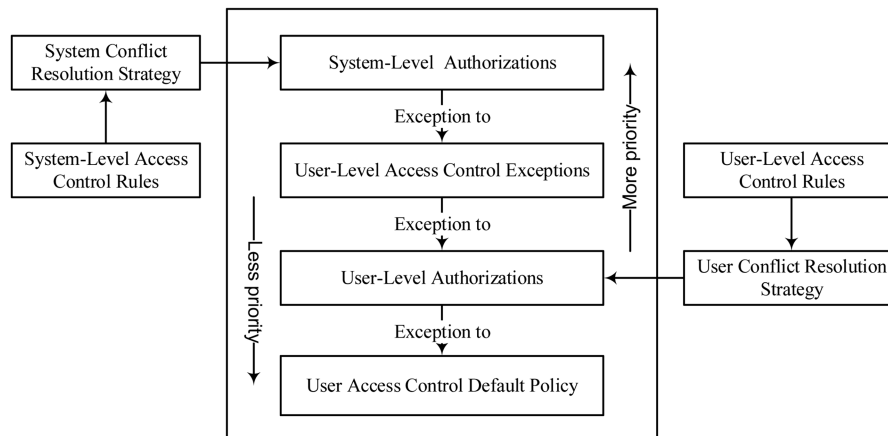 System Conflict
Resolution Strategy
System-Level Access
Control Rules
System-Level Authorizations
Exception to
User-Level Access Control Exceptions
Exception to
User-Level Authorizations
Exception to
User Access Control Default Policy
Less priority
More priority
User-Level Access
Control Rules
User Conflict Resolution
Strategy